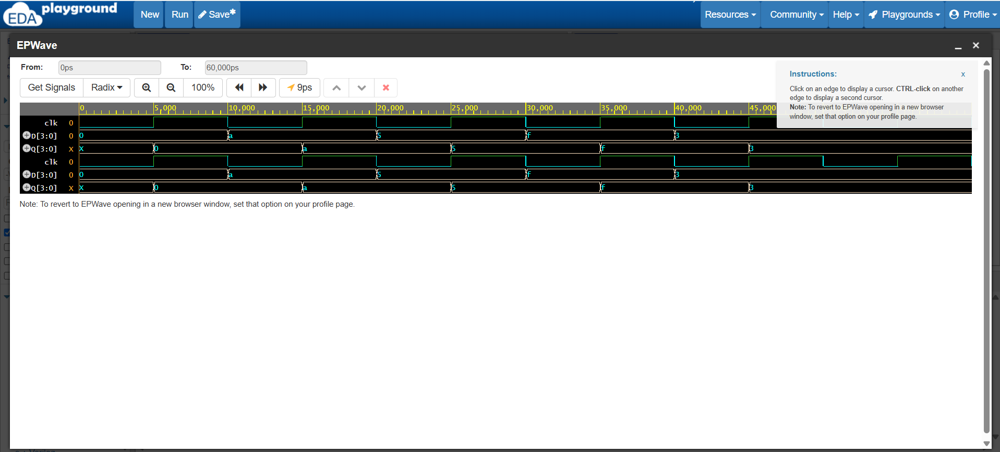 EDA playground
New Run Save* Resources Community Help Playgrounds Profile
EPWave
From: 0ps To: 60,000ps
Get Signals Radix 100% 9ps
Instructions: x
Click on an edge to display a cursor. CTRL-click on another
edge to display a second cursor.
Note: To revert to EPWave opening in a new browser
window, set that option on your profile page.
0 5,000 10,000 15,000 20,000 25,000 30,000 35,000 40,000 45,000
clk 0
D[3:0] 0 0 a 5 f 3
Q[3:0] X X 0 a 5 f 3
clk 0
D[3:0] 0 0 a 5 f 3
Q[3:0] X X 0 a 5 f 3
Note: To revert to EPWave opening in a new browser window, set that option on your profile page.